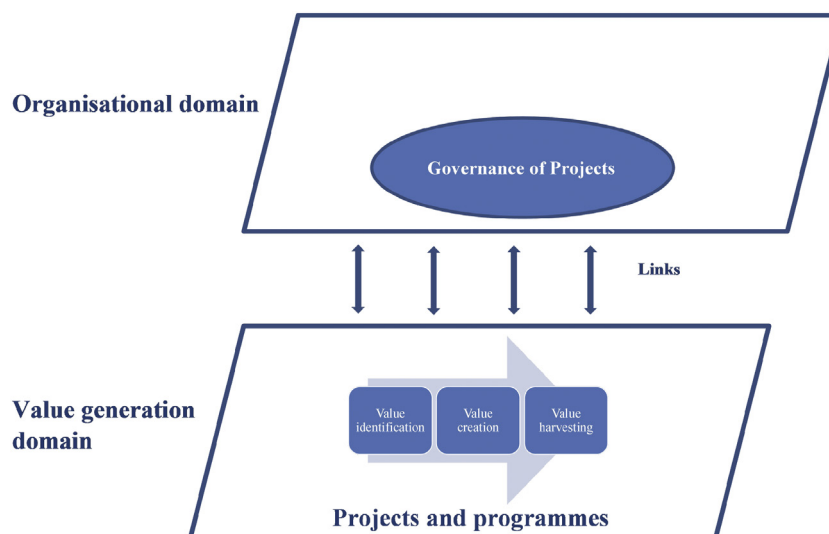 Organisational domain
Governance of Projects
Links
Value generation
domain
Value
identification
Value
creation
Value
harvesting
Projects and programmes